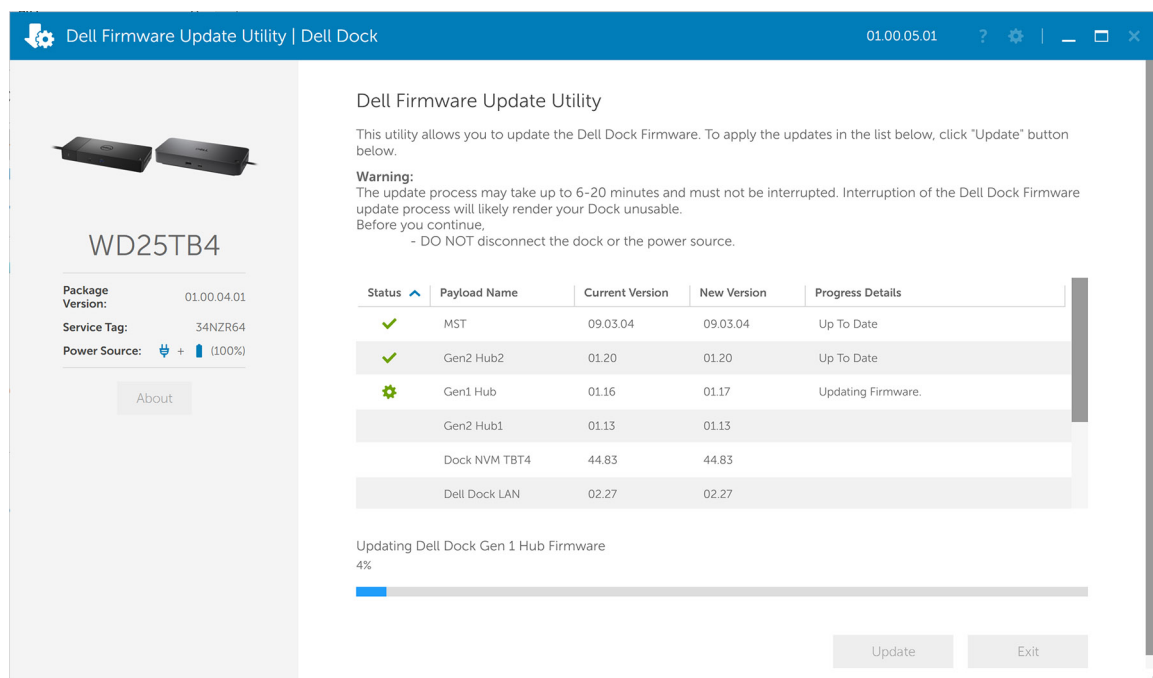 Dell Firmware Update Utility | Dell Dock
01.00.05.01
?
Dell Firmware Update Utility
This utility allows you to update the Dell Dock Firmware. To apply the updates in the list below, click "Update" button
below.
Warning:
The update process may take up to 6-20 minutes and must not be interrupted. Interruption of the Dell Dock Firmware
update process will likely render your Dock unusable.
Before you continue,
- DO NOT disconnect the dock or the power source.
WD25TB4
Package Version: 01.00.04.01
Service Tag: 34NZR64
Power Source: + (100%)
About
Status Payload Name Current Version New Version Progress Details
MST 09.03.04 09.03.04 Up To Date
Gen2 Hub2 01.20 01.20 Up To Date
Gen1 Hub 01.16 01.17 Updating Firmware.
Gen2 Hub1 01.13 01.13
Dock NVM TBT4 44.83 44.83
Dell Dock LAN 02.27 02.27
Updating Dell Dock Gen 1 Hub Firmware
4%
Update Exit